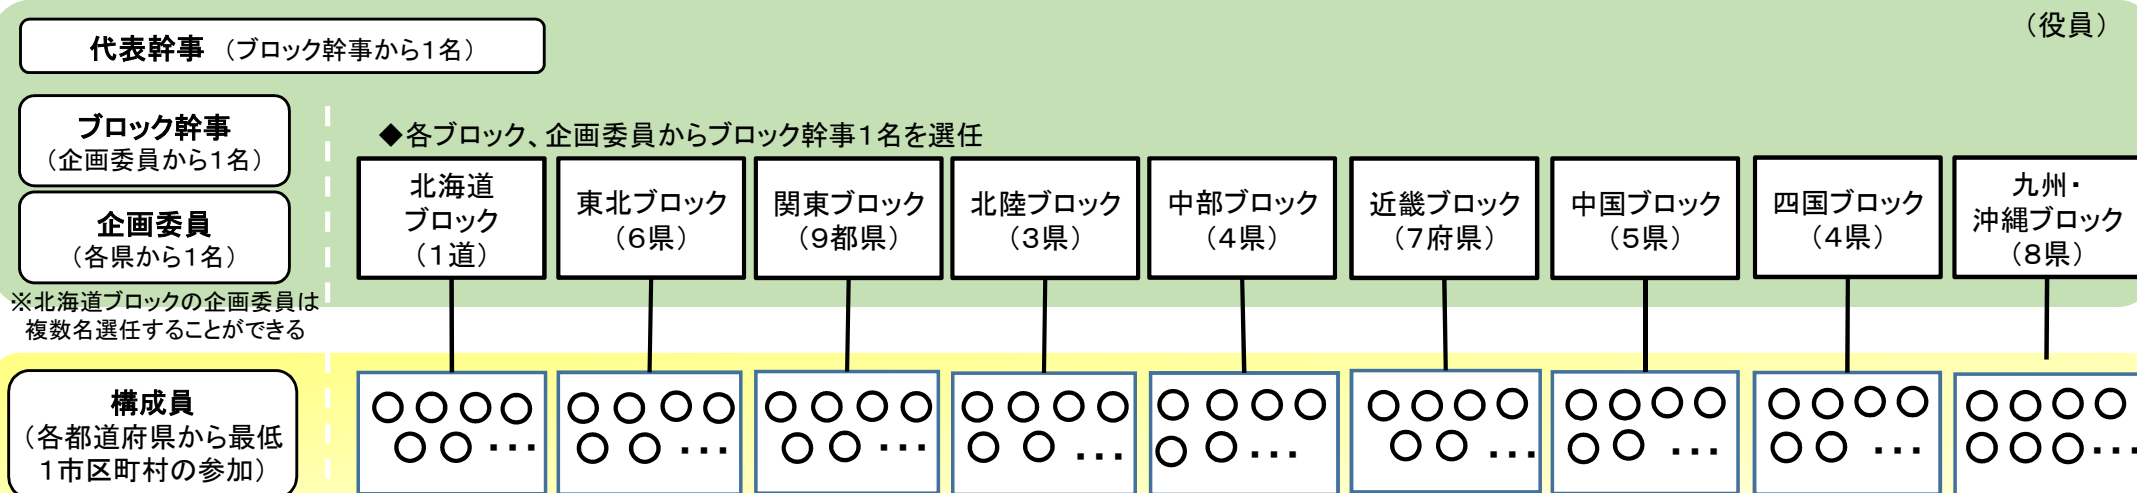 （役員）
代表幹事 （ブロック幹事から１名）
ブロック幹事
（企画委員から１名）
企画委員
（各県から１名）
※北海道ブロックの企画委員は
複数名選任することができる
◆各ブロック、企画委員からブロック幹事１名を選任
北海道
ブロック
（１道）
東北ブロック
（６県）
関東ブロック
（９都県）
北陸ブロック
（３県）
中部ブロック
（４県）
近畿ブロック
（７府県）
中国ブロック
（５県）
四国ブロック
（４県）
九州・
沖縄ブロック
（８県）
構成員
（各都道府県から最低
１市区町村の参加）
○○○○
○○…
○○○○
○○…
○○○○
○○…
○○○○
○○…
○○○○
○○…
○○○○
○○…
○○○○
○○…
○○○○
○○…
○○○○
○○○…